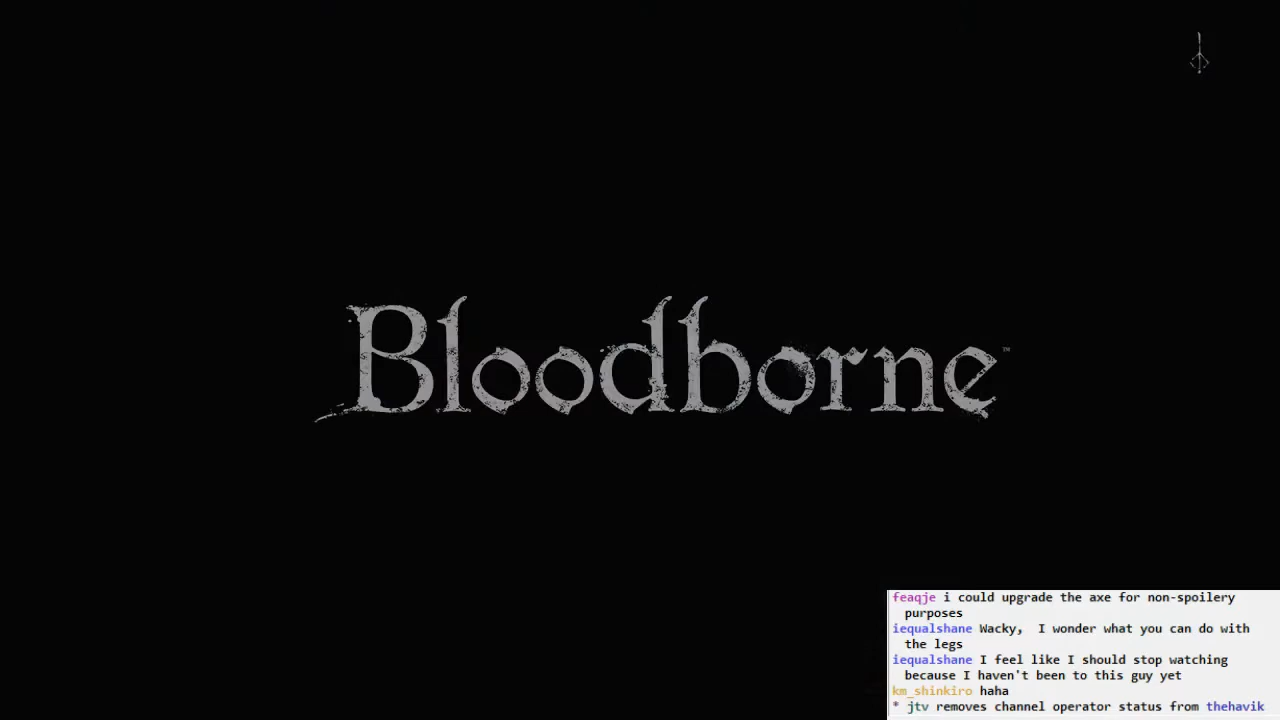 Bloodborne™
feaqje i could upgrade the axe for non-spoilery
purposes
iequalshane Wacky, I wonder what you can do with
the legs
iequalshane I feel like I should stop watching
because I haven't been to this guy yet
km_shinkiro haha
* jtv removes channel operator status from thehavik